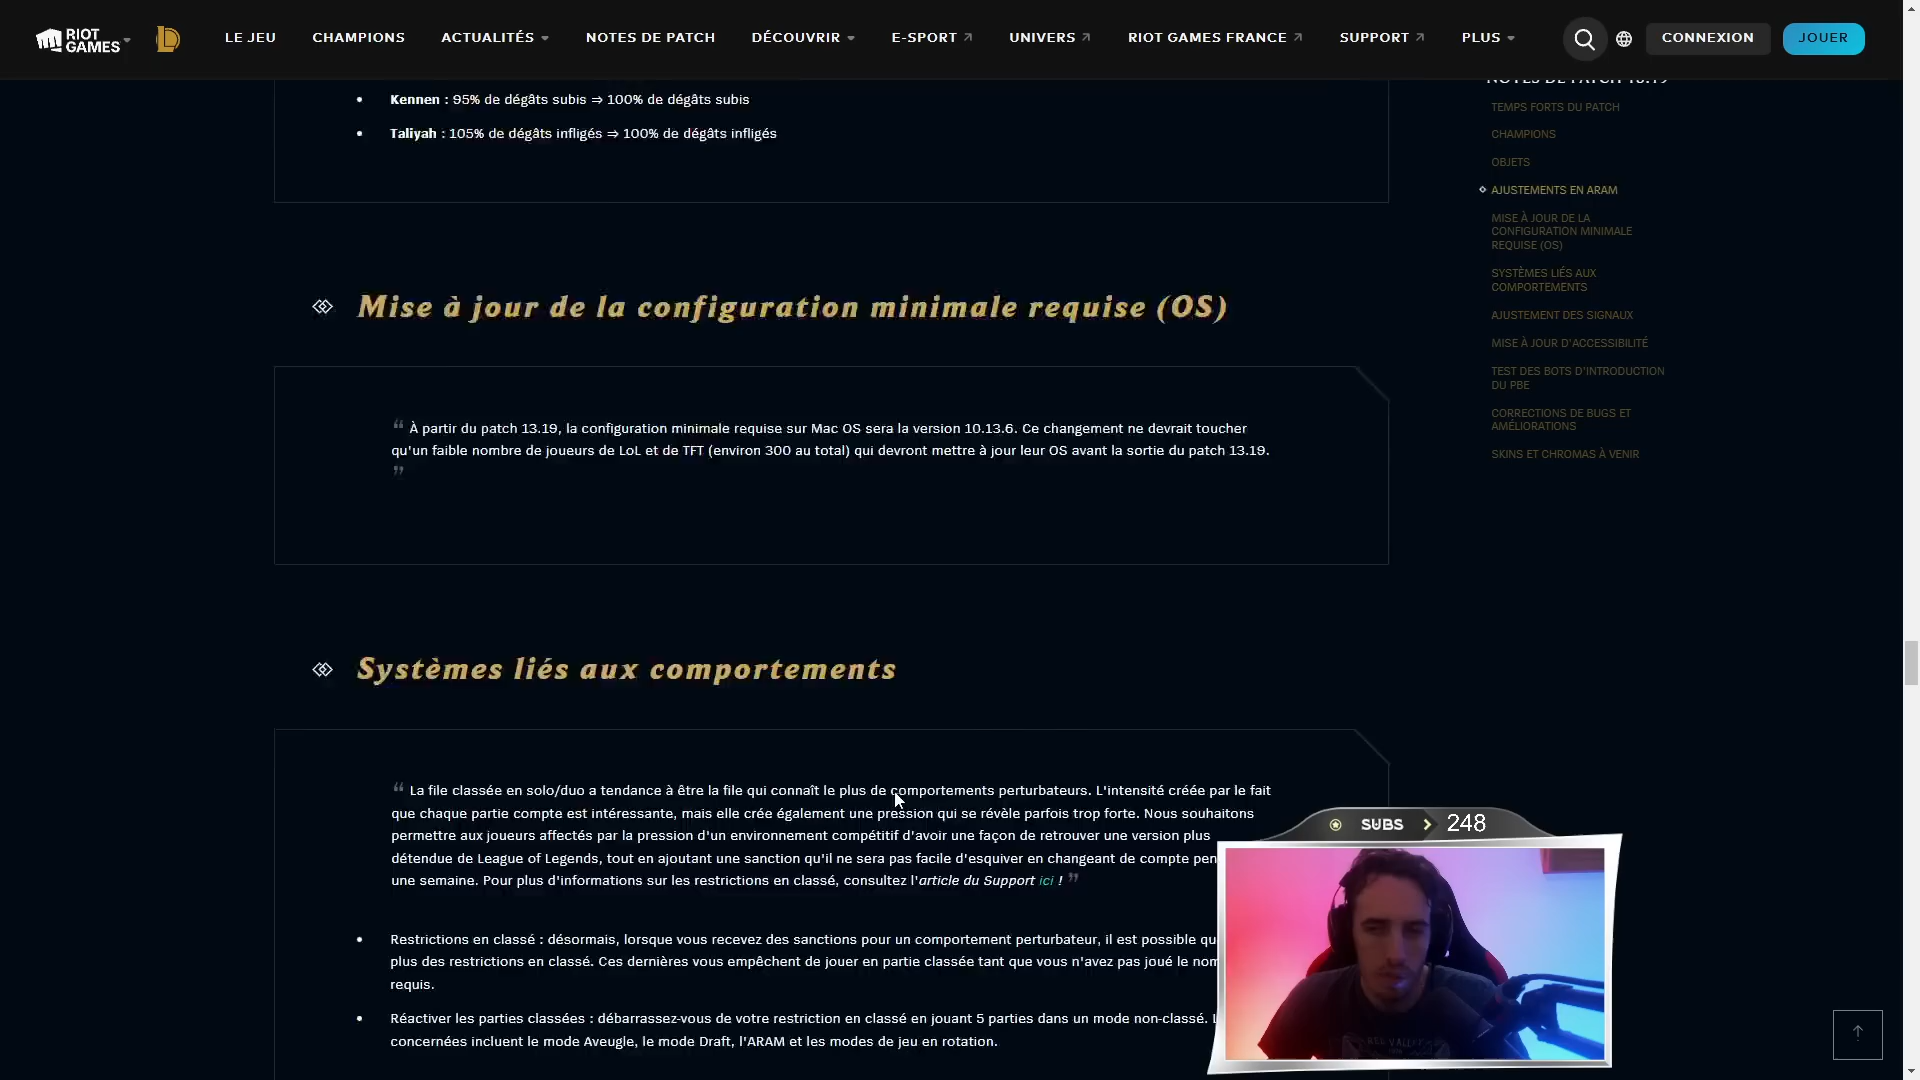 RIOT GAMES
LE JEU
CHAMPIONS
ACTUALITÉS
NOTES DE PATCH
DÉCOUVRIR
E-SPORT
UNIVERS
RIOT GAMES FRANCE
SUPPORT
PLUS
CONNEXION
JOUER
• Kennen : 95% de dégâts subis ⇒ 100% de dégâts subis
• Taliyah : 105% de dégâts infligés ⇒ 100% de dégâts infligés
Mise à jour de la configuration minimale requise (OS)
“ À partir du patch 13.19, la configuration minimale requise sur Mac OS sera la version 10.13.6. Ce changement ne devrait toucher
qu'un faible nombre de joueurs de LoL et de TFT (environ 300 au total) qui devront mettre à jour leur OS avant la sortie du patch 13.19.
”
Systèmes liés aux comportements
“ La file classée en solo/duo a tendance à être la file qui connaît le plus de comportements perturbateurs. L'intensité créée par le fait
que chaque partie compte est intéressante, mais elle crée également une pression qui se révèle parfois trop forte. Nous souhaitons
permettre aux joueurs affectés par la pression d'un environnement compétitif d'avoir une façon de retrouver une version plus
détendue de League of Legends, tout en ajoutant une sanction qu'il ne sera pas facile d'esquiver en changeant de compte pen
une semaine. Pour plus d'informations sur les restrictions en classé, consultez l'article du Support ici ! ”
• Restrictions en classé : désormais, lorsque vous recevez des sanctions pour un comportement perturbateur, il est possible qu
plus des restrictions en classé. Ces dernières vous empêchent de jouer en partie classée tant que vous n'avez pas joué le nom
requis.
• Réactiver les parties classées : débarrassez-vous de votre restriction en classé en jouant 5 parties dans un mode non-classé. L
concernées incluent le mode Aveugle, le mode Draft, l'ARAM et les modes de jeu en rotation.
NOTES DE PATCH 13.19
TEMPS FORTS DU PATCH
CHAMPIONS
OBJETS
AJUSTEMENTS EN ARAM
MISE À JOUR DE LA
CONFIGURATION MINIMALE
REQUISE (OS)
SYSTÈMES LIÉS AUX
COMPORTEMENTS
AJUSTEMENT DES SIGNAUX
MISE À JOUR D'ACCESSIBILITÉ
TEST DES BOTS D'INTRODUCTION
DU PBE
CORRECTIONS DE BUGS ET
AMÉLIORATIONS
SKINS ET CHROMAS À VENIR
SUBS 248